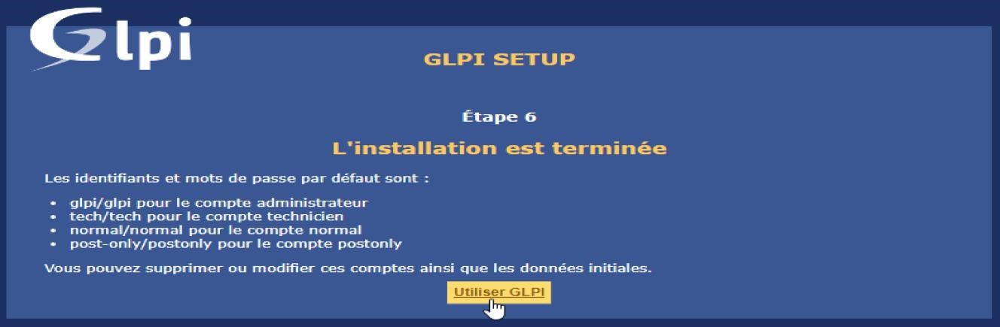 Glpi
GLPI SETUP
Étape 6
L'installation est terminée
Les identifiants et mots de passe par défaut sont :
• glpi/glpi pour le compte administrateur
• tech/tech pour le compte technicien
• normal/normal pour le compte normal
• post-only/postonly pour le compte postonly
Vous pouvez supprimer ou modifier ces comptes ainsi que les données initiales.
Utiliser GLPI